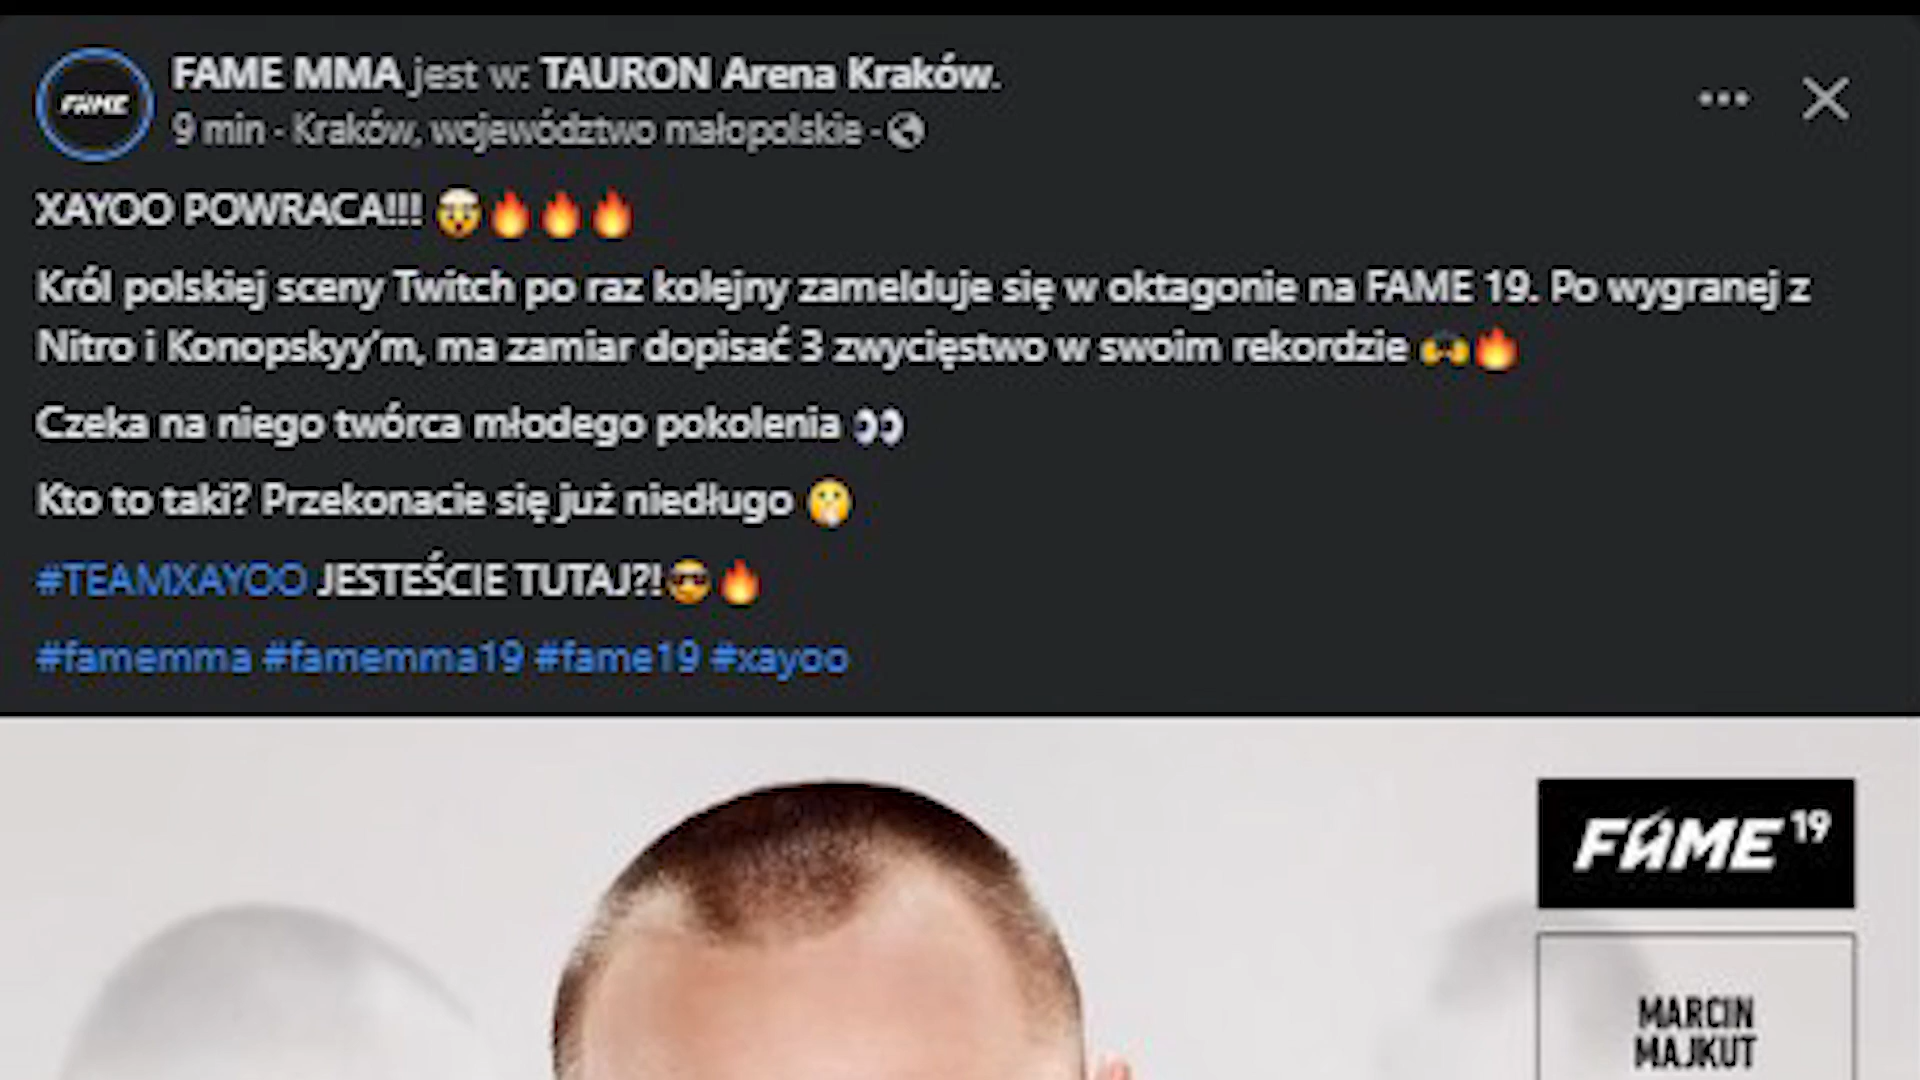 FAME
FAME MMA jest w: TAURON Arena Kraków.
9 min · Kraków, województwo małopolskie ·
XAYOO POWRACA!!! 🤯🔥🔥🔥
Król polskiej sceny Twitch po raz kolejny zamelduje się w oktagonie na FAME 19. Po wygranej z
Nitro i Konopskyy'm, ma zamiar dopisać 3 zwycięstwo w swoim rekordzie 🙌🔥
Czeka na niego twórca młodego pokolenia 👀
Kto to taki? Przekonacie się już niedługo 🤫
#TEAMXAYOO JESTEŚCIE TUTAJ?!😎🔥
#famemma #famemma19 #fame19 #xayoo
FAME 19
MARCIN
MAJKUT